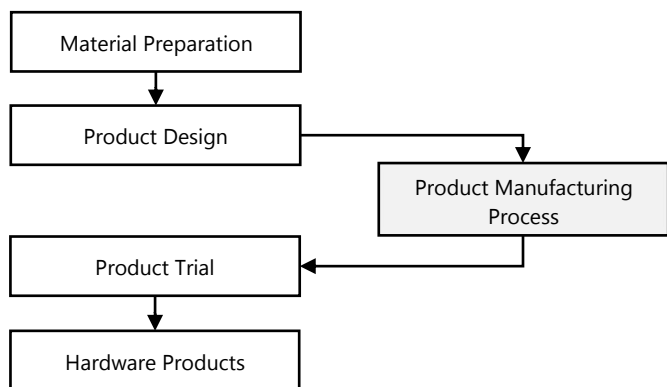 Material Preparation
Product Design
Product Manufacturing
Process
Product Trial
Hardware Products